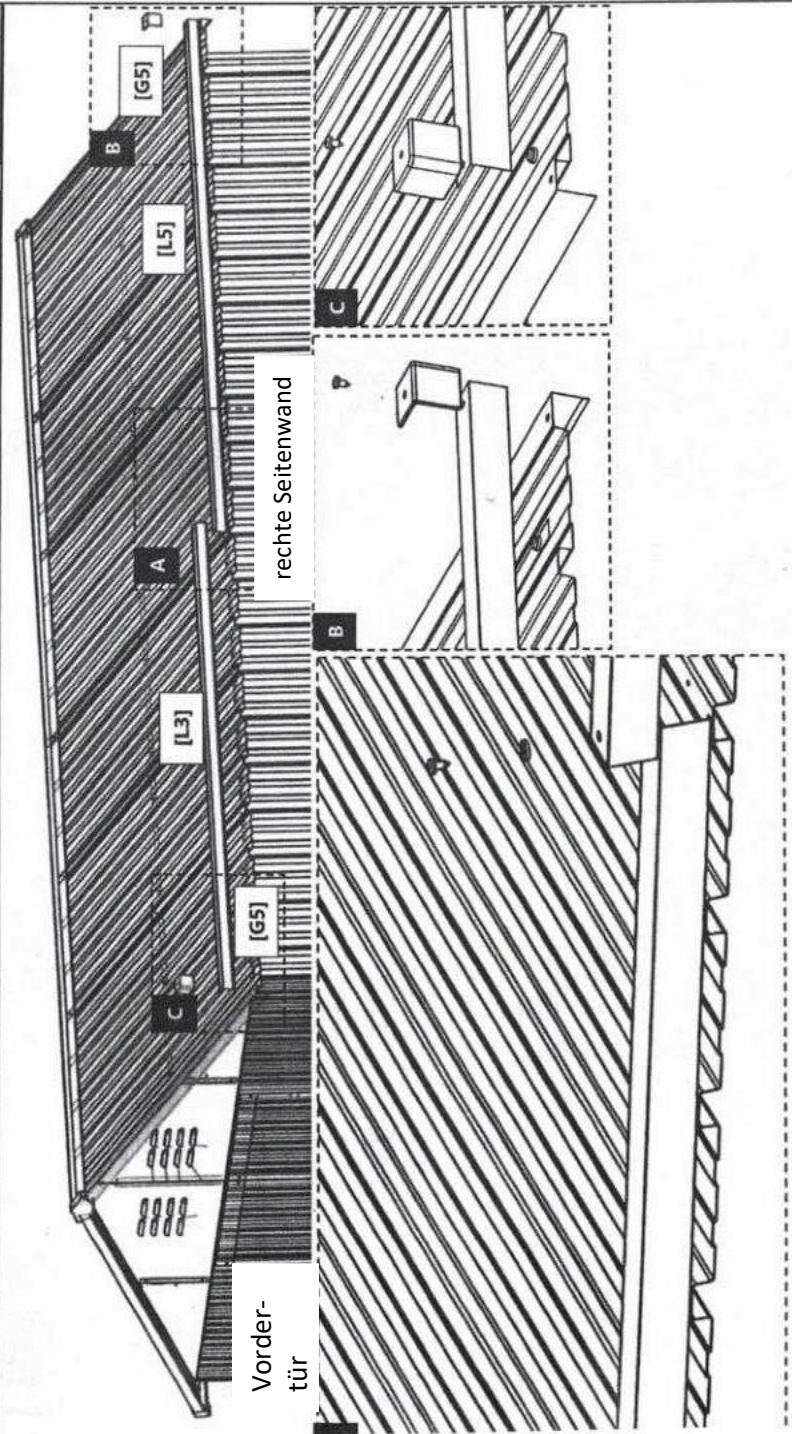 [G5]
B
[L5]
A
rechte Seitenwand
[L3]
[G5]
C
Vorder-
tür
C
B